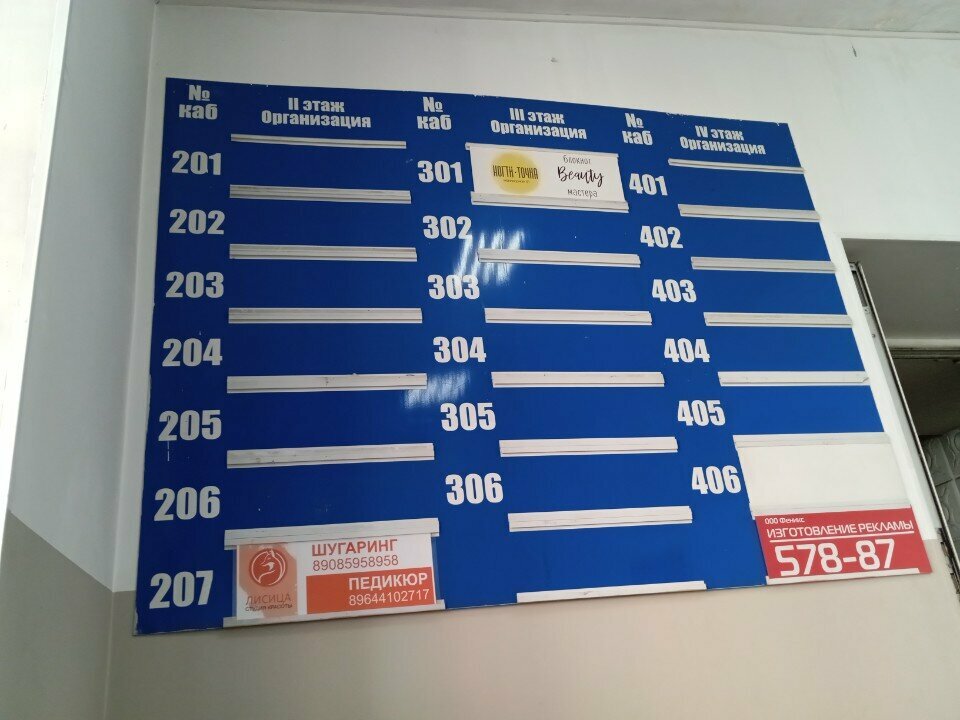 № каб
II этаж
Организация
201
202
203
204
205
206
207
ЛИСИЦА
СТУДИЯ КРАСОТЫ
ШУГАРИНГ
89085958958
ПЕДИКЮР
89644102717
№ каб
III этаж
Организация
301
НОГТИ-ТОЧКА
блокнот
Beauty
мастера
302
303
304
305
306
№ каб
IV этаж
Организация
401
402
403
404
405
406
ООО Феникс
ИЗГОТОВЛЕНИЕ РЕКЛАМЫ
578-87